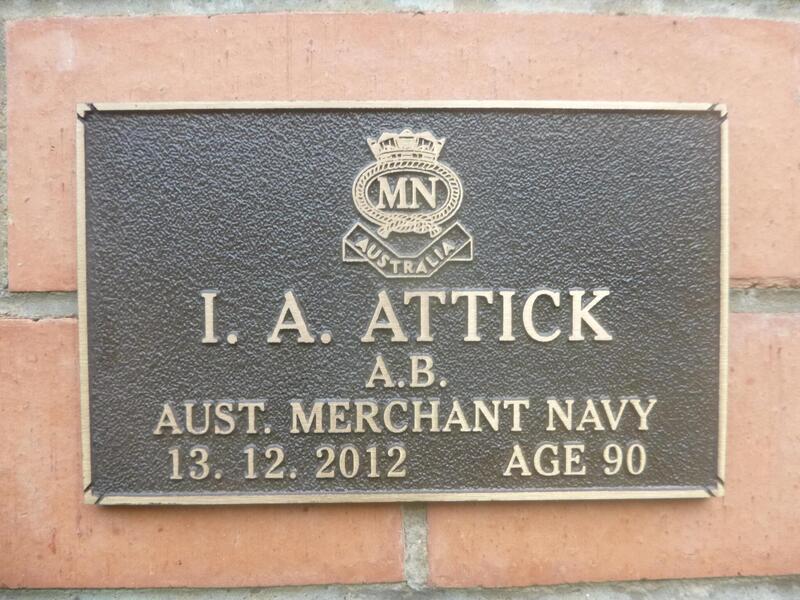 MN
AUSTRALIA
I. A. ATTICK
A.B.
AUST. MERCHANT NAVY
13. 12. 2012 AGE 90